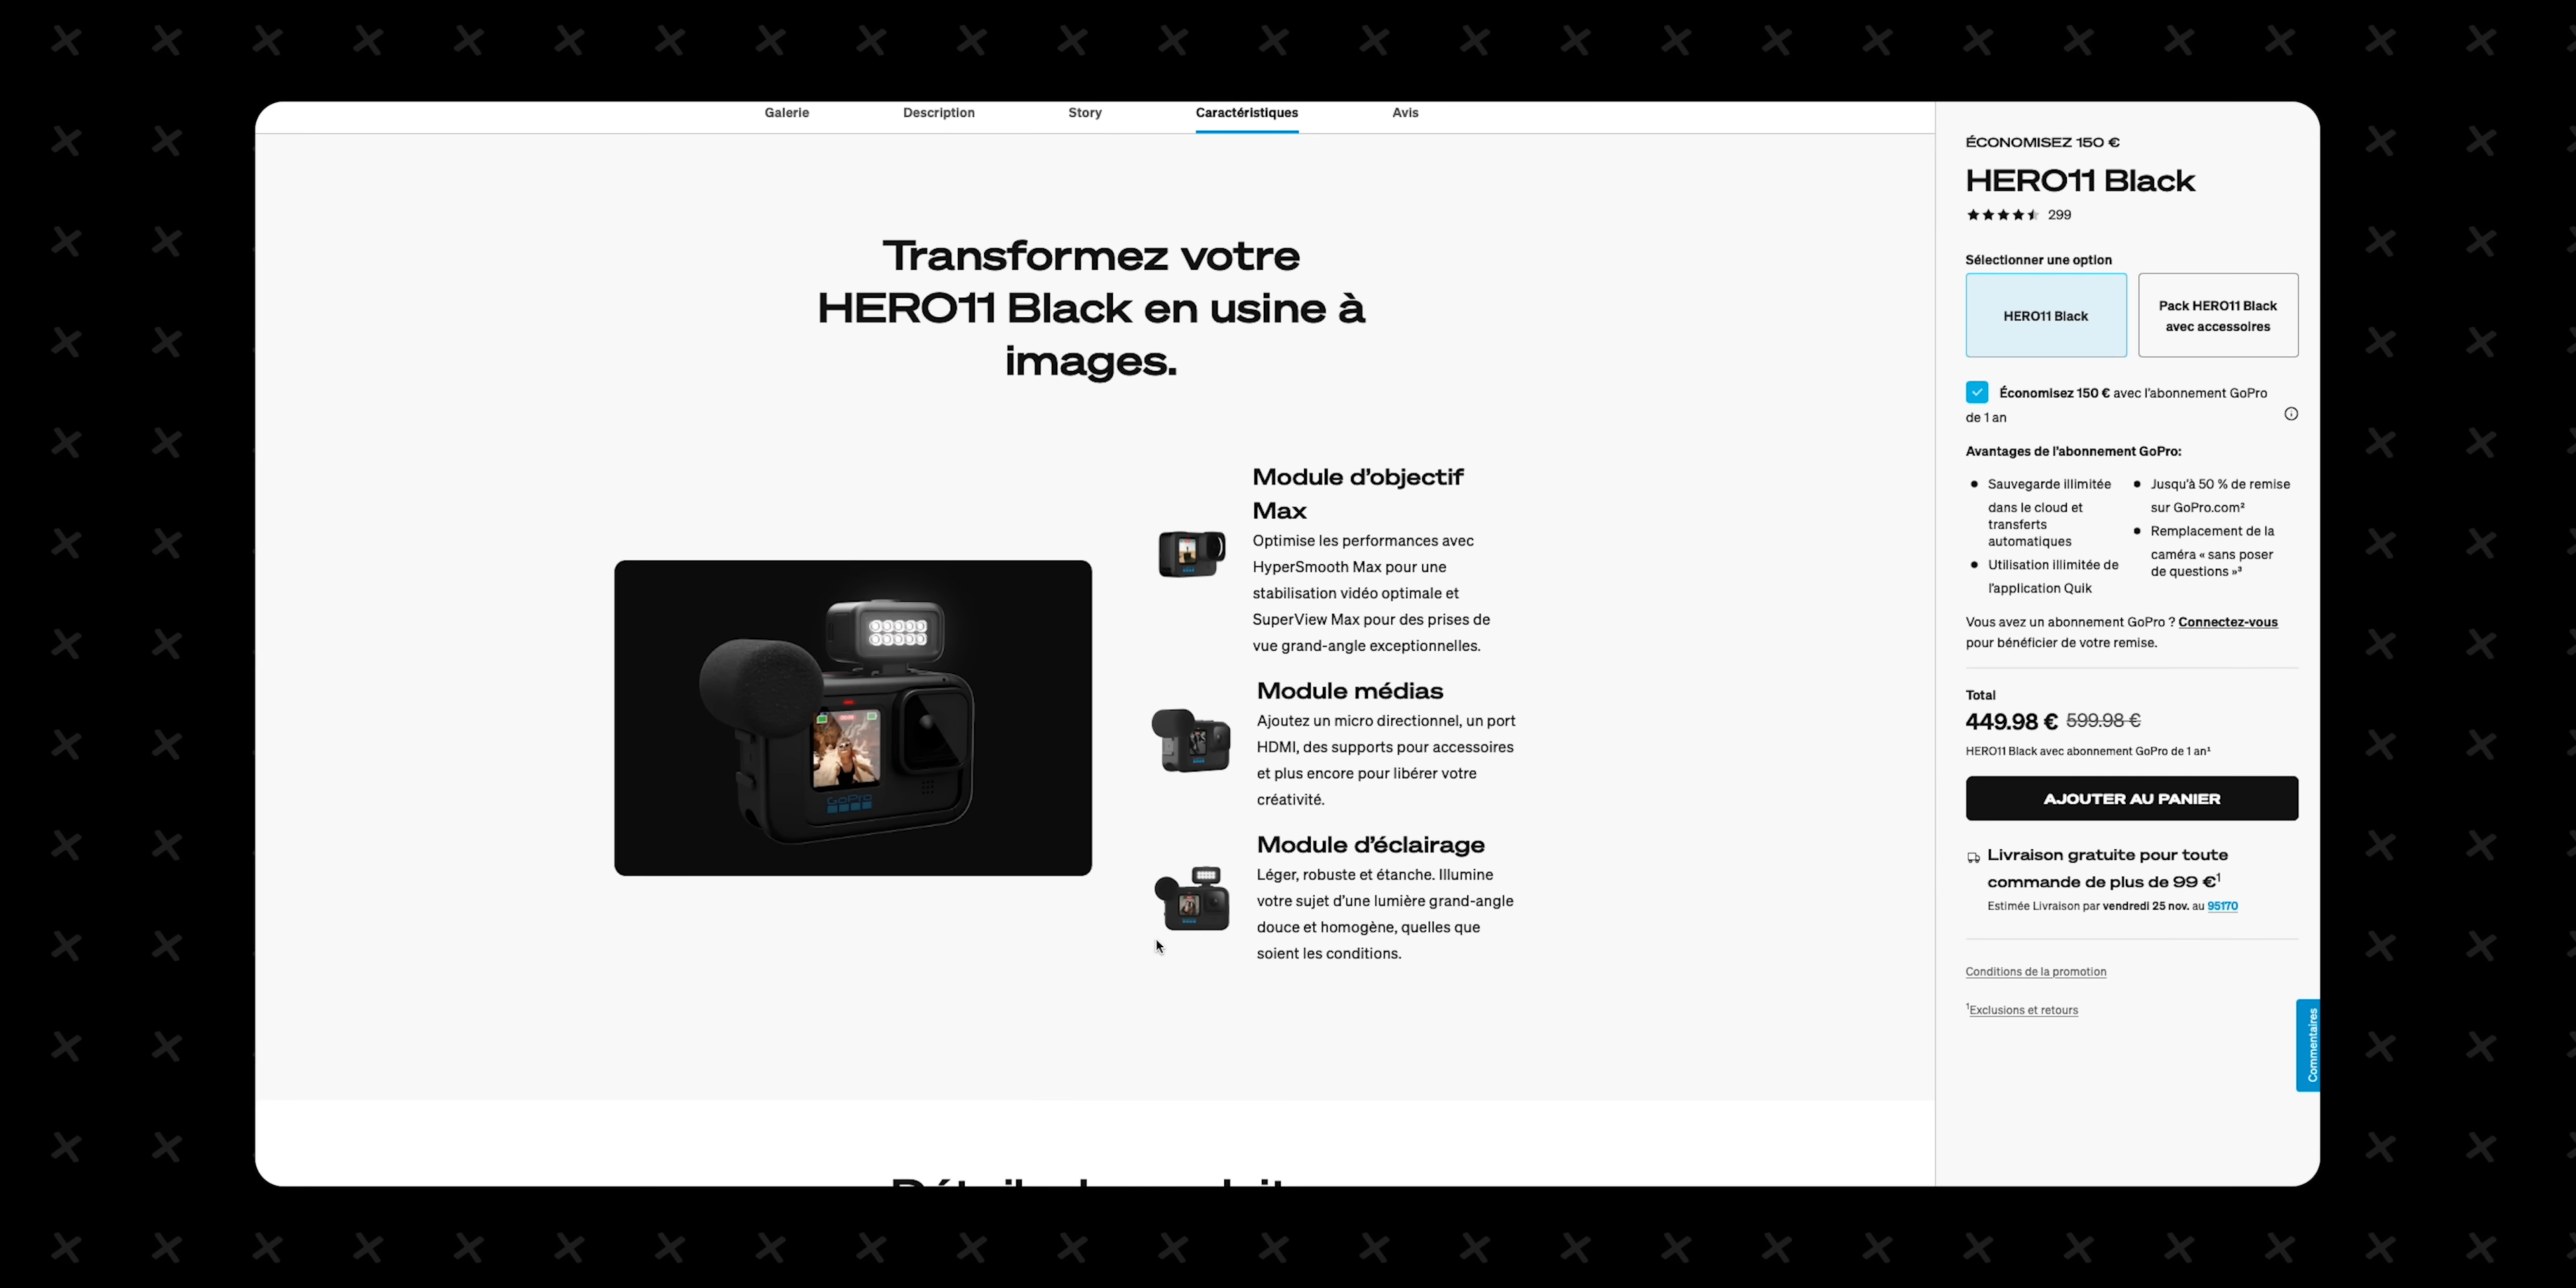 Galerie
Description
Story
Caractéristiques
Avis
Transformez votre
HERO11 Black en usine à
images.
GoPro
Module d’objectif
Max
Optimise les performances avec
HyperSmooth Max pour une
stabilisation vidéo optimale et
SuperView Max pour des prises de
vue grand-angle exceptionnelles.
Module médias
Ajoutez un micro directionnel, un port
HDMI, des supports pour accessoires
et plus encore pour libérer votre
créativité.
Module d’éclairage
Léger, robuste et étanche. Illumine
votre sujet d’une lumière grand-angle
douce et homogène, quelles que
soient les conditions.
ÉCONOMISEZ 150 €
HERO11 Black
299
Sélectionner une option
HERO11 Black
Pack HERO11 Black
avec accessoires
Économisez 150 € avec l’abonnement GoPro
de 1 an
Avantages de l’abonnement GoPro:
Sauvegarde illimitée
dans le cloud et
transferts
automatiques
Utilisation illimitée de
l’application Quik
Jusqu’à 50 % de remise
sur GoPro.com²
Remplacement de la
caméra « sans poser
de questions »³
Vous avez un abonnement GoPro ? Connectez-vous
pour bénéficier de votre remise.
Total
449.98 € 599.98 €
HERO11 Black avec abonnement GoPro de 1 an¹
AJOUTER AU PANIER
Livraison gratuite pour toute
commande de plus de 99 €¹
Estimée Livraison par vendredi 25 nov. au 95170
Conditions de la promotion
¹Exclusions et retours
Commentaires